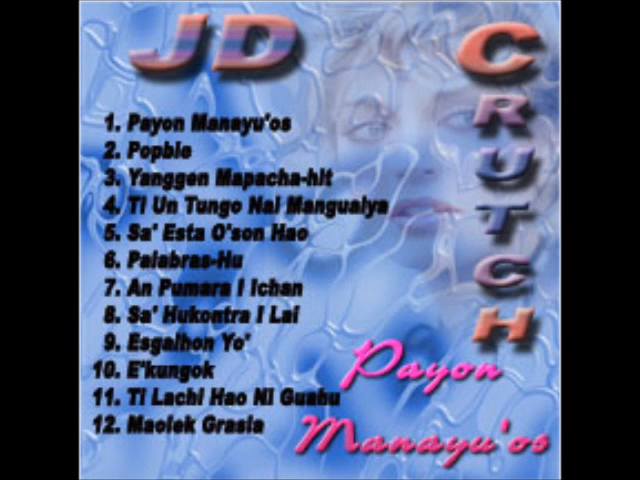 JD
CRUTCH
1. Payon Manayu'os
2. Popble
3. Yanggen Mapacha-hit
4. Ti Un Tungo Nai Manguaiya
5. Sa' Esta O'son Hao
6. Palabras-Hu
7. An Pumara I Ichan
8. Sa' Hukontra I Lai
9. Esgaihon Yo'
10. E'kungok
11. Ti Lachi Hao Ni Guahu
12. Maolek Grasia
Payon
Manayu'os